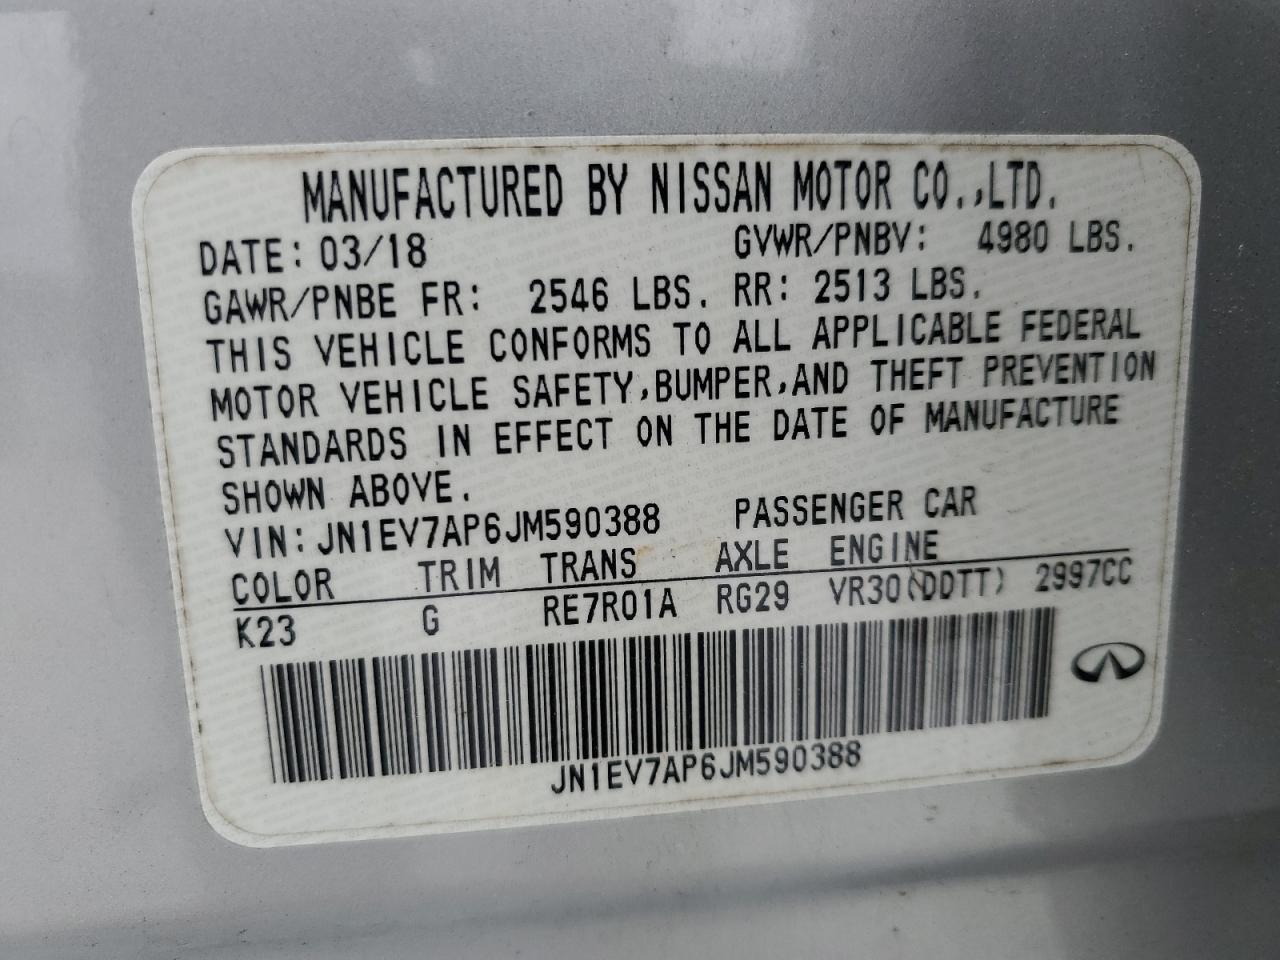 MANUFACTURED BY NISSAN MOTOR CO.,LTD.
DATE: 03/18 GVWR/PNBV: 4980 LBS.
GAWR/PNBE FR: 2546 LBS. RR: 2513 LBS.
THIS VEHICLE CONFORMS TO ALL APPLICABLE FEDERAL
MOTOR VEHICLE SAFETY,BUMPER,AND THEFT PREVENTION
STANDARDS IN EFFECT ON THE DATE OF MANUFACTURE
SHOWN ABOVE.
VIN: JN1EV7AP6JM590388 PASSENGER CAR
COLOR TRIM TRANS AXLE ENGINE
K23 G RE7R01A RG29 VR30(DDTT) 2997CC
JN1EV7AP6JM590388